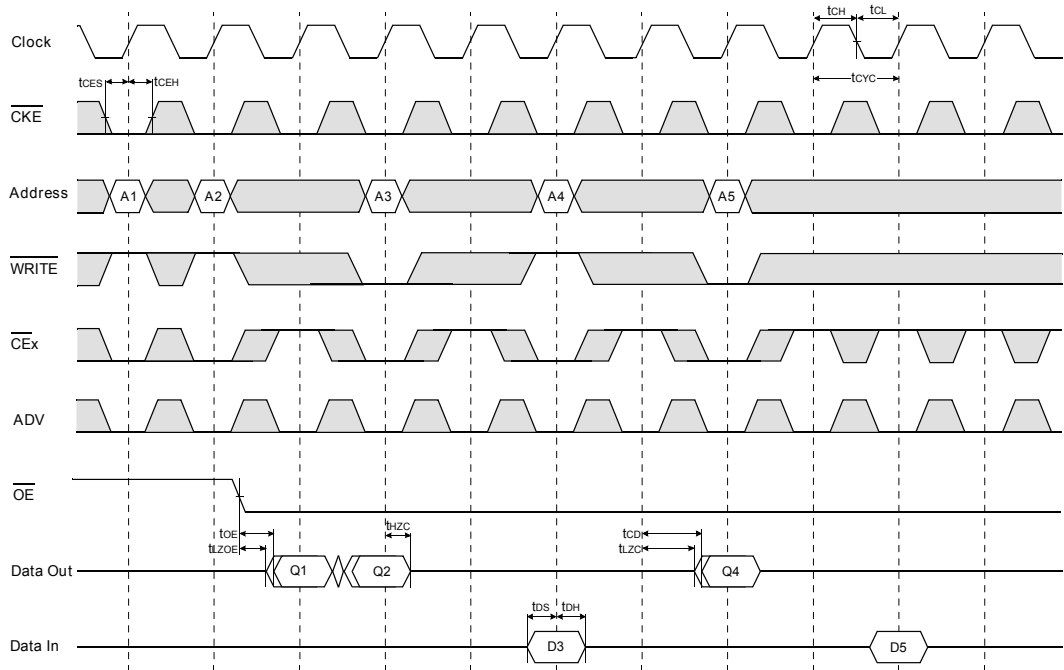 tCH tCL
Clock
tCYC
tCES tCEH
CKE
Address A1 A2 A3 A4 A5
WRITE
CEx
ADV
OE
tOE tHZC tCD
tLZOE tLZC
Data Out Q1 Q2 Q4
tDS tDH
Data In D3 D5